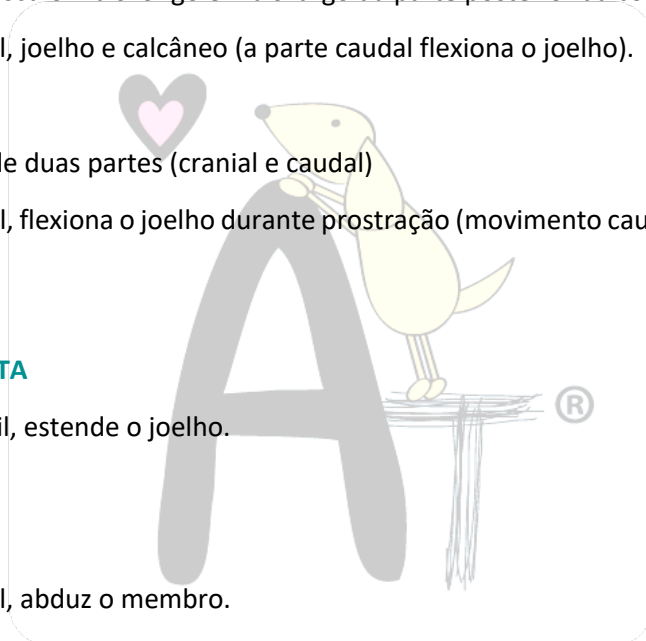 l, joelho e calcâneo (a parte caudal flexiona o joelho).
de duas partes (cranial e caudal)
l, flexiona o joelho durante prostração (movimento cau
TA
il, estende o joelho.
l, abduz o membro.
A
®